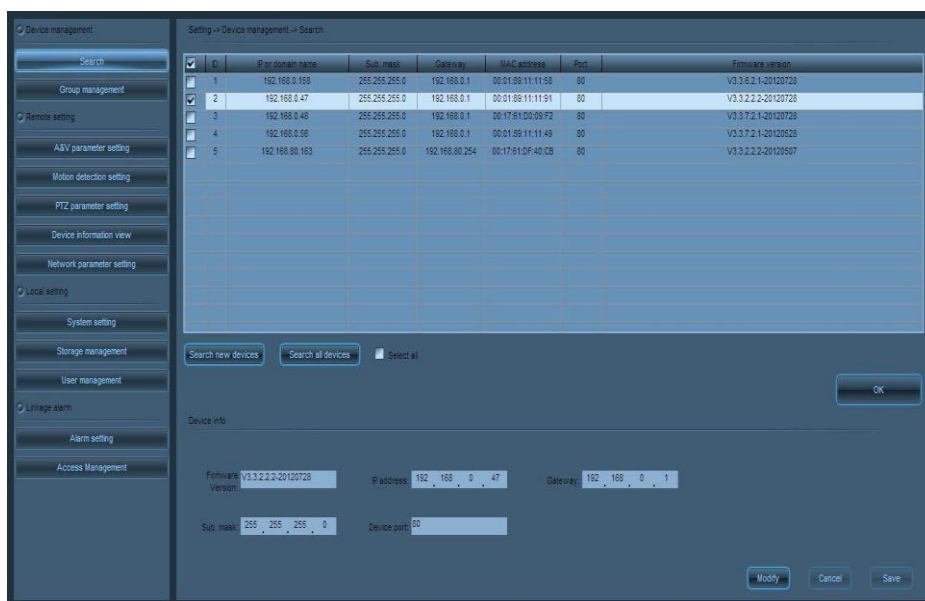 Device management
Search
Group management
Remote setting
A&V parameter setting
Motion detection setting
PTZ parameter setting
Device information view
Network parameter setting
Local setting
System setting
Storage management
User management
Linkage alarm
Alarm setting
Access Management
Setting -> Device management -> Search
ID IP or domain name Sub. mask Gateway MAC address Port Firmware version
1 192.168.0.158 255.255.255.0 192.168.0.1 00:01:89:11:11:58 80 V3.3.6.2.1-20120726
2 192.168.0.47 255.255.255.0 192.168.0.1 00:01:89:11:11:91 80 V3.3.2.2.2-20120728
3 192.168.0.48 255.255.255.0 192.168.0.1 00:17:61:D0:09:F2 80 V3.3.7.2.1-20120626
4 192.168.0.56 255.255.255.0 192.168.0.1 00:01:89:11:11:49 80 V3.3.7.2.1-20120528
5 192.168.80.163 255.255.255.0 192.168.80.254 00:17:61:DF:40:CB 80 V3.3.2.2.2-20120507
Search new devices Search all devices Select all
OK
Device info
Firmware Version: V3.3.2.2.2-20120728 IP address: 192 . 168 . 0 . 47 Gateway: 192 . 168 . 0 . 1
Sub. mask: 255 . 255 . 255 . 0 Device port: 80
Modify Cancel Save